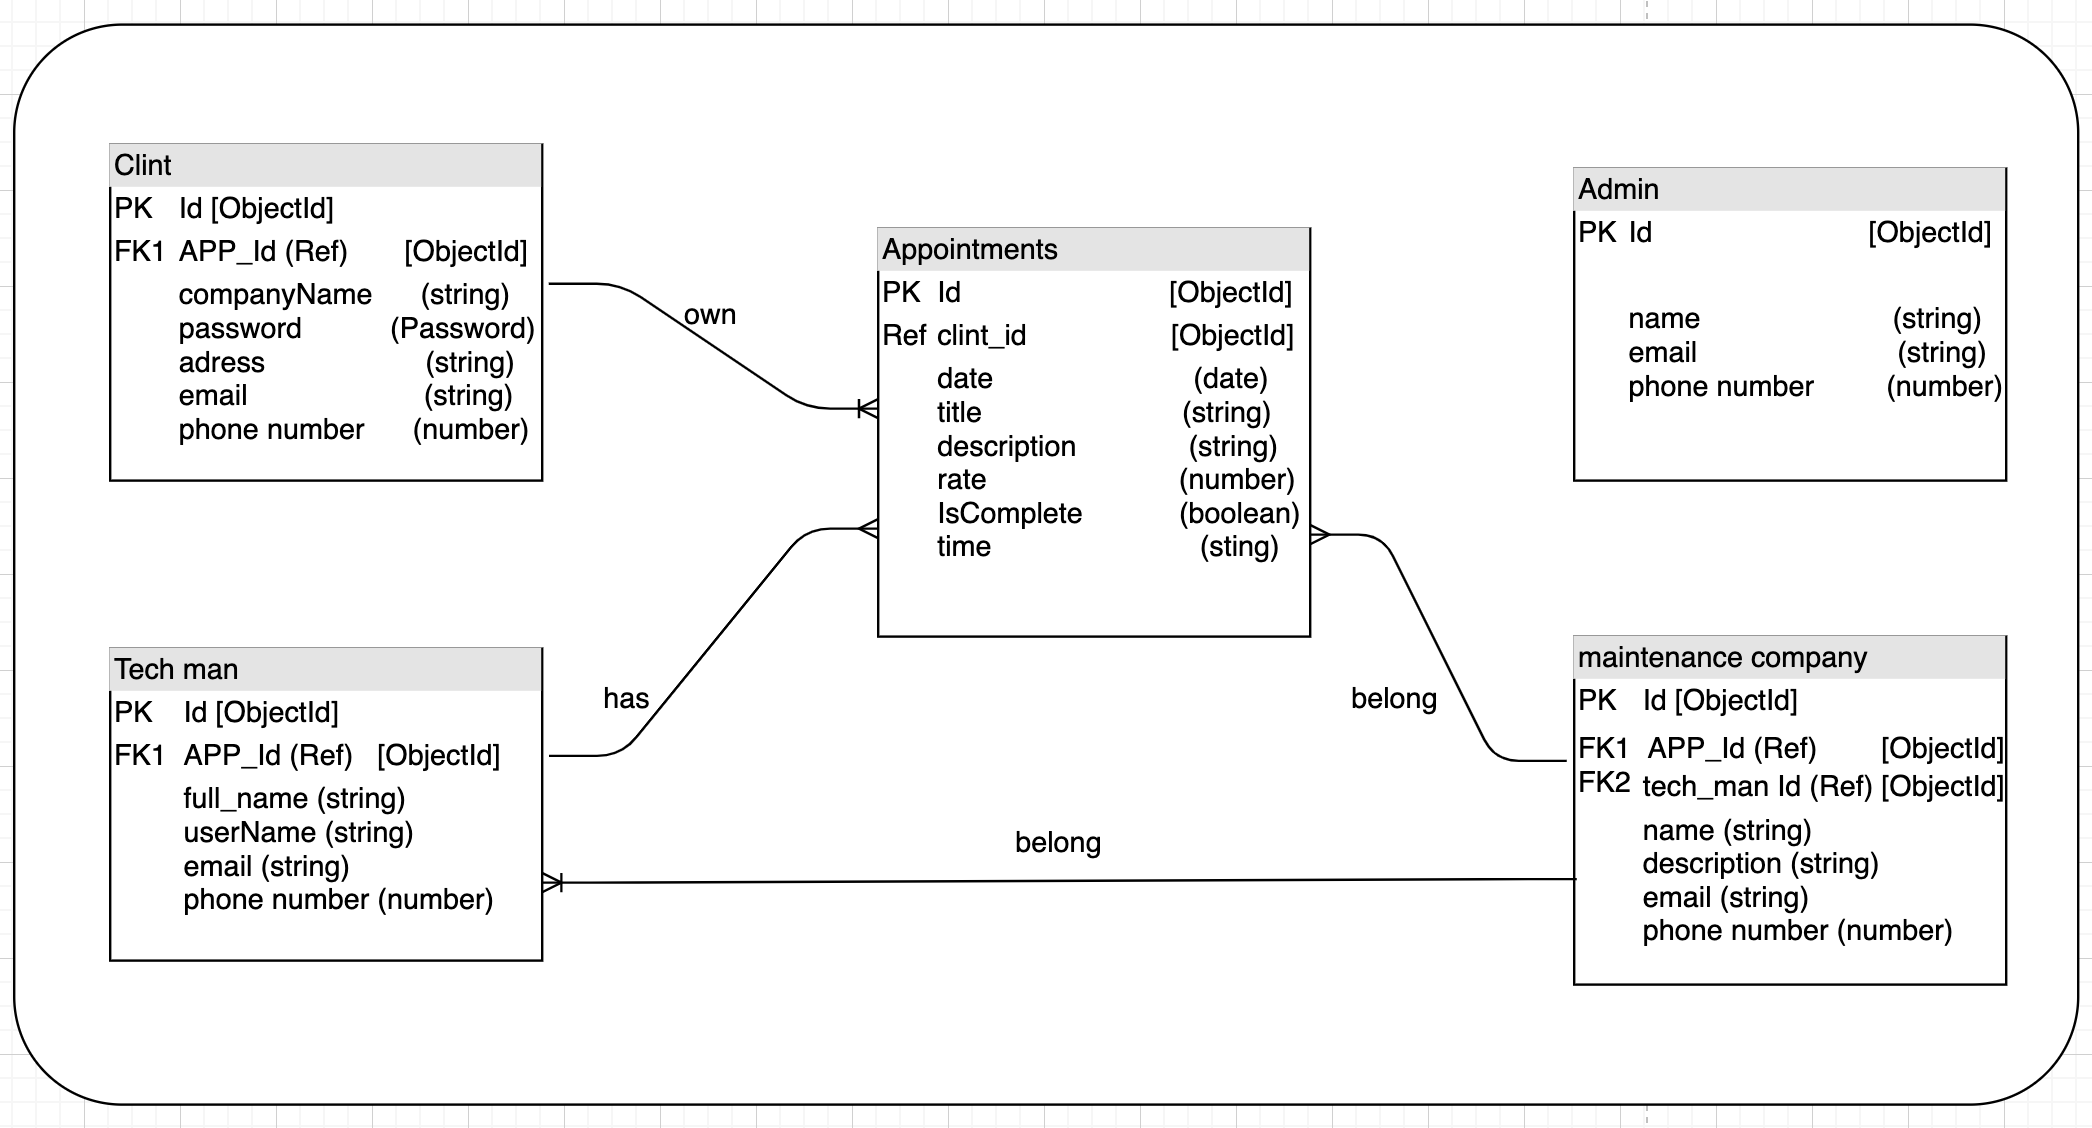 Clint
PK Id [ObjectId]
FK1 APP_Id (Ref) [ObjectId]
companyName (string)
password (Password)
adress (string)
email (string)
phone number (number)
own
Appointments
PK Id [ObjectId]
Ref clint_id [ObjectId]
date (date)
title (string)
description (string)
rate (number)
IsComplete (boolean)
time (sting)
Admin
PK Id [ObjectId]
name (string)
email (string)
phone number (number)
Tech man
PK Id [ObjectId]
FK1 APP_Id (Ref) [ObjectId]
full_name (string)
userName (string)
email (string)
phone number (number)
has
belong
belong
maintenance company
PK Id [ObjectId]
FK1 APP_Id (Ref) [ObjectId]
FK2 tech_man Id (Ref) [ObjectId]
name (string)
description (string)
email (string)
phone number (number)